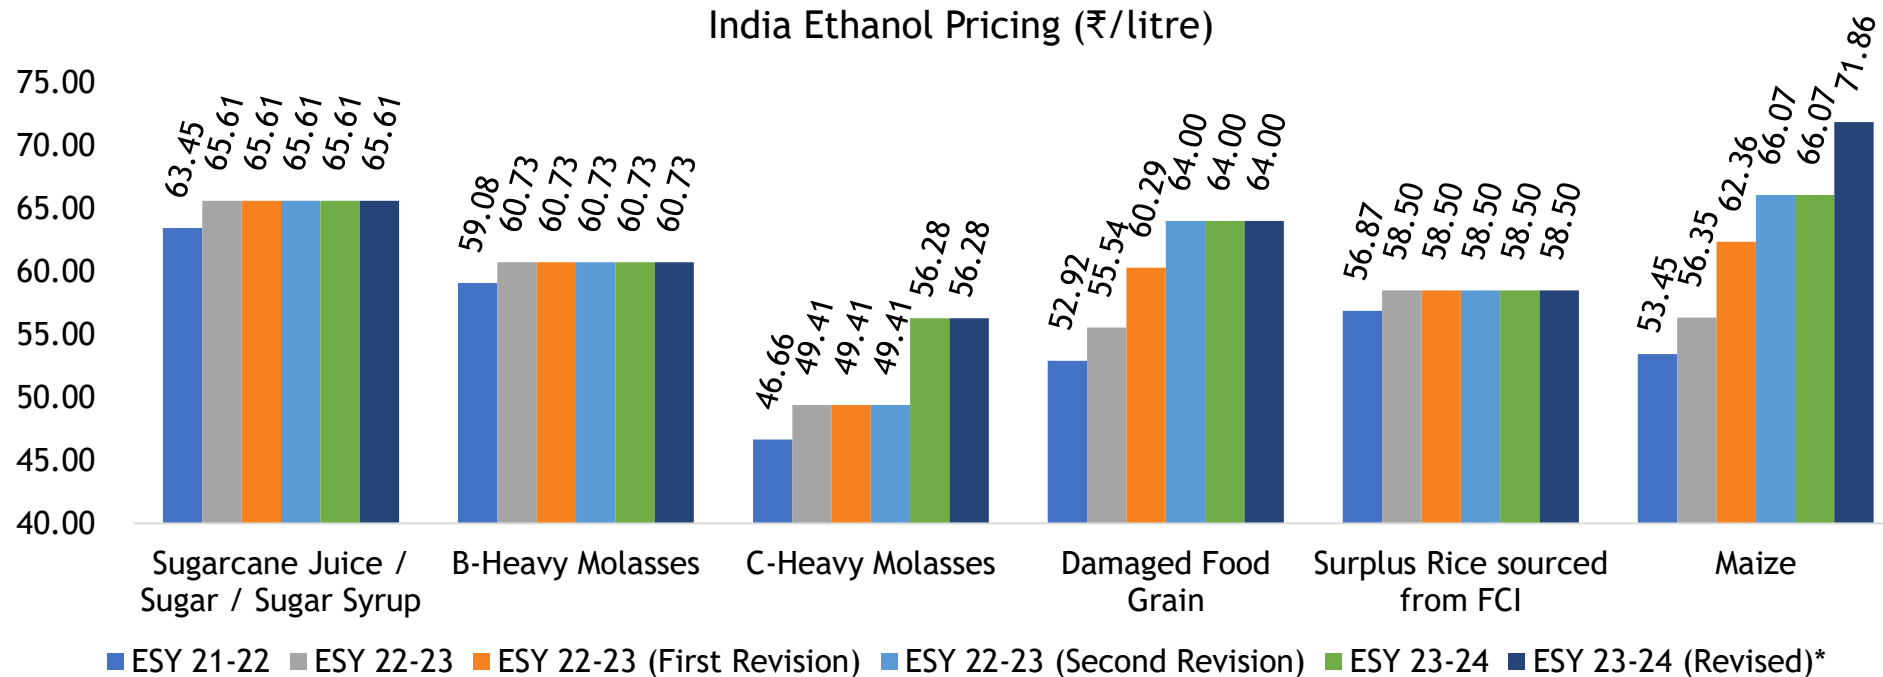 India Ethanol Pricing (₹/litre)
75.00
70.00
65.00
60.00
55.00
50.00
45.00
40.00
63.45
65.61
65.61
65.61
65.61
65.61
59.08
60.73
60.73
60.73
60.73
60.73
46.66
49.41
49.41
49.41
56.28
56.28
52.92
55.54
60.29
64.00
64.00
64.00
56.87
58.50
58.50
58.50
58.50
58.50
53.45
56.35
62.36
66.07
66.07
71.86
Sugarcane Juice /
Sugar / Sugar Syrup
B-Heavy Molasses
C-Heavy Molasses
Damaged Food
Grain
Surplus Rice sourced
from FCI
Maize
ESY 21-22
ESY 22-23
ESY 22-23 (First Revision)
ESY 22-23 (Second Revision)
ESY 23-24
ESY 23-24 (Revised)*